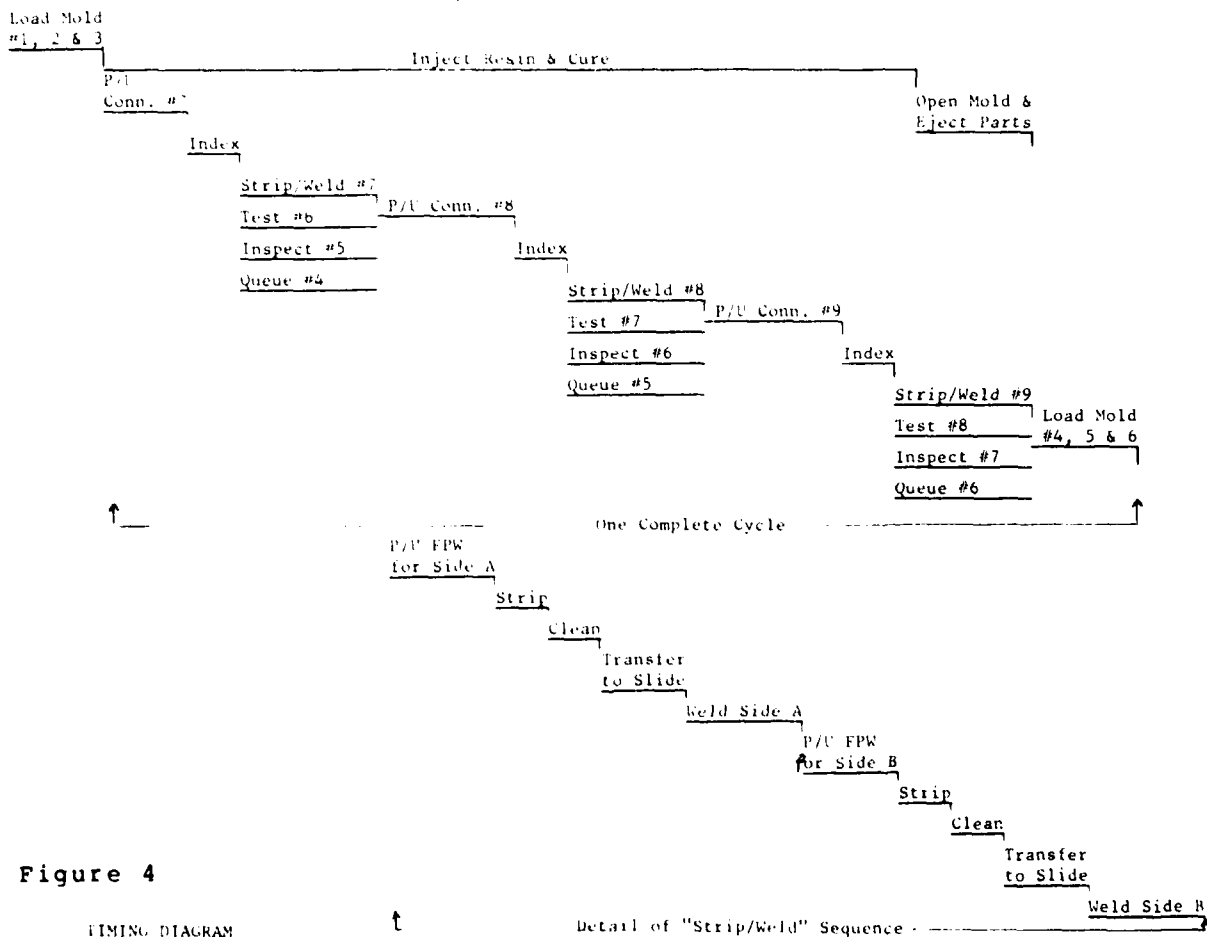 Load Mold
#1, 2 & 3
Inject Resin & Cure
Conn. #7
Open Mold &
Eject Parts
Index
Strip/Weld #7
P/U Conn. #8
Test #6
Inspect #5
Queue #4
Index
Strip/Weld #8
P/U Conn. #9
Test #7
Inspect #6
Queue #5
Index
Strip/Weld #9
Load Mold
#4, 5 & 6
Test #8
Inspect #7
Queue #6
One Complete Cycle
P/U FPW
for Side A
Strip
Clean
Transfer
to Slide
Weld Side A
P/U FPW
for Side B
Strip
Clean
Transfer
to Slide
Weld Side B
Figure 4
TIMING DIAGRAM
t
Detail of "Strip/Weld" Sequence